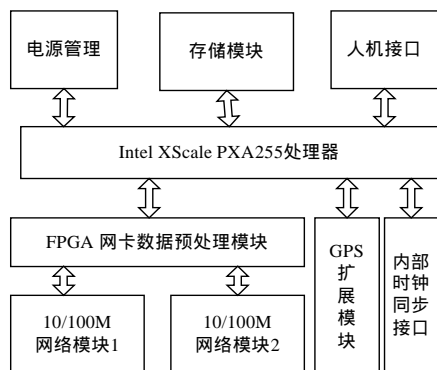 电源管理
存储模块
人机接口
Intel XScale PXA255处理器
FPGA 网卡数据预处理模块
GPS
扩
展
模
块
内部
时钟
同步
接口
10/100M
网络模块1
10/100M
网络模块2